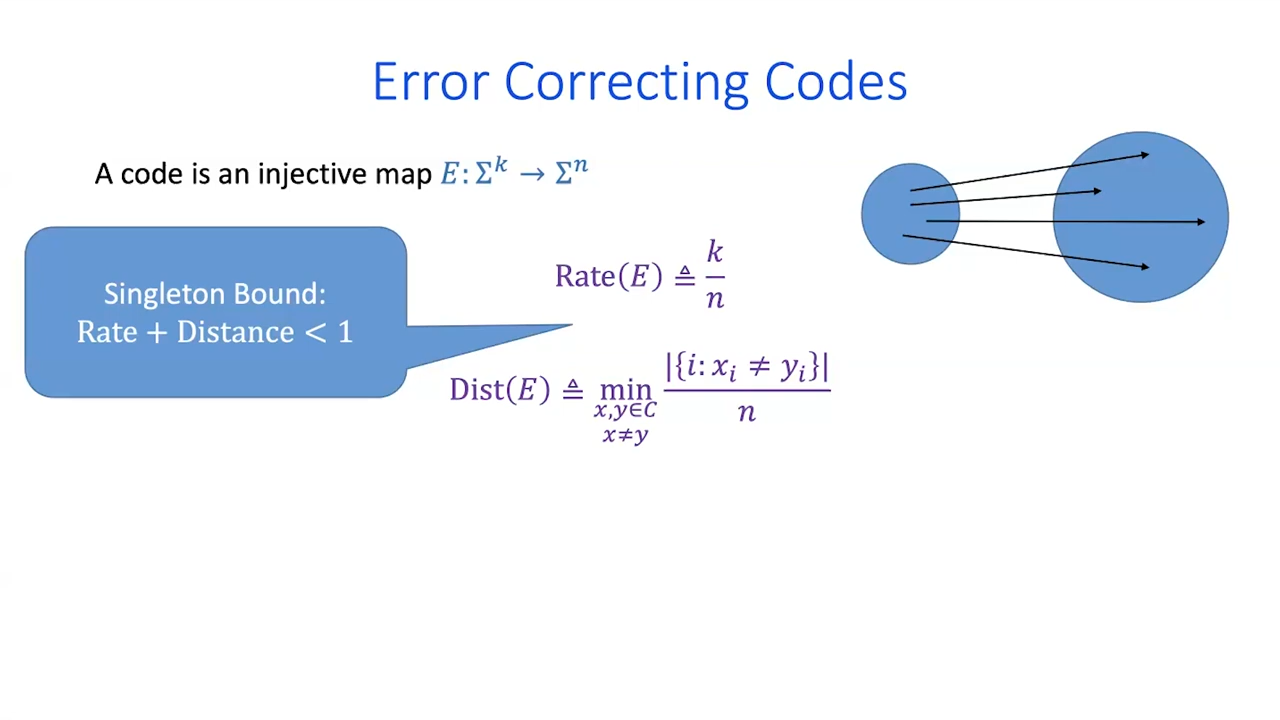 Error Correcting Codes
A code is an injective map E: Σ^k → Σ^n
Singleton Bound:
Rate + Distance < 1
Rate(E) ≜ k/n
Dist(E) ≜ min_{x,y∈C x≠y} |{i: x_i ≠ y_i}|/n